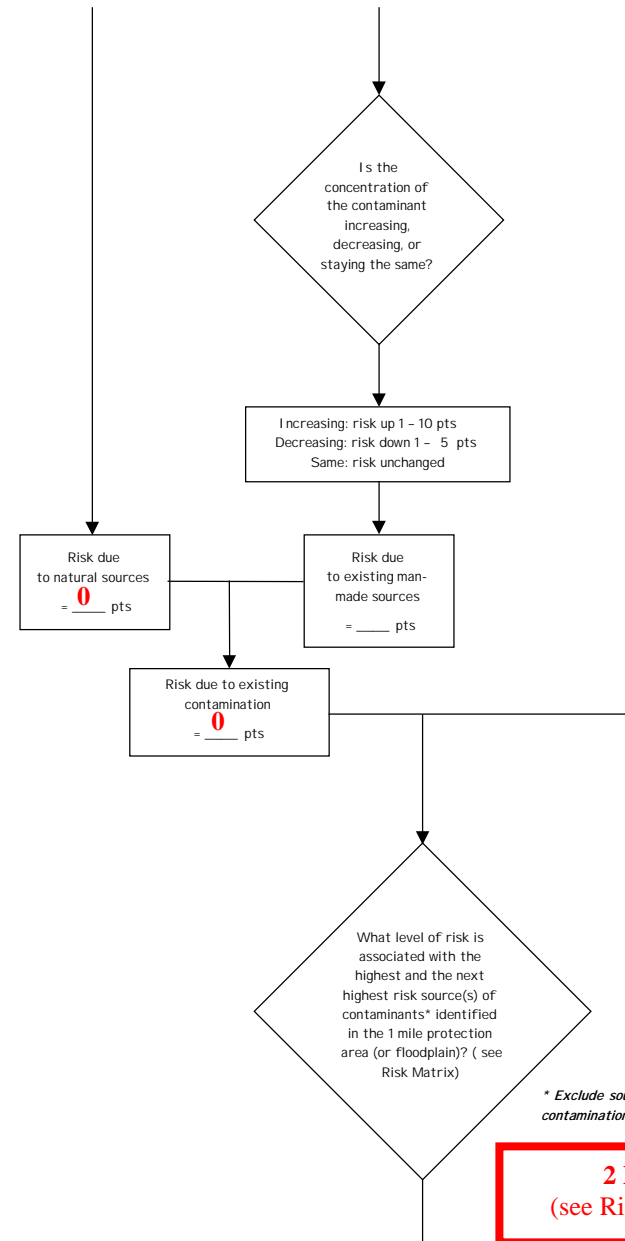 Is the
concentration of
the contaminant
increasing,
decreasing, or
staying the same?
Increasing: risk up 1 – 10 pts
Decreasing: risk down 1 – 5 pts
Same: risk unchanged
Risk due
to natural sources
= 0 pts
Risk due
to existing man-
made sources
= ____ pts
Risk due to existing
contamination
= 0 pts
What level of risk is
associated with the
highest and the next
highest risk source(s) of
contaminants* identified
in the 1 mile protection
area (or floodplain)? ( see
Risk Matrix)
* Exclude
contamination
2
(see